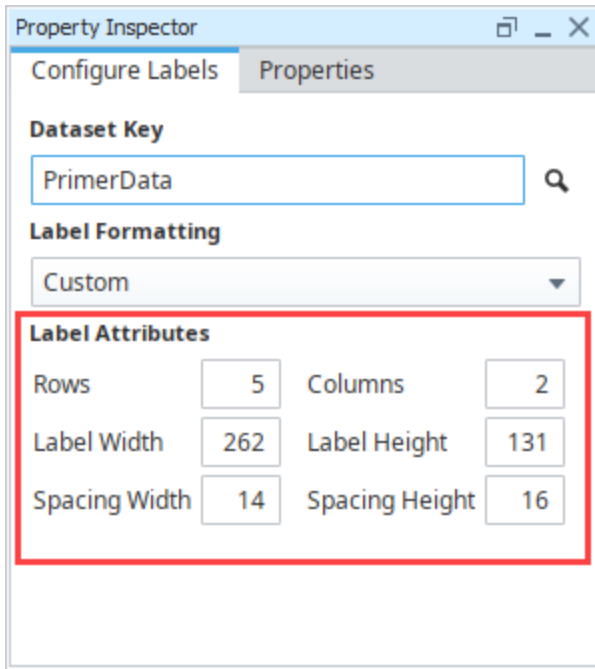 Property Inspector
Configure Labels Properties
Dataset Key
PrimerData
Label Formatting
Custom
Label Attributes
Rows 5 Columns 2
Label Width 262 Label Height 131
Spacing Width 14 Spacing Height 16